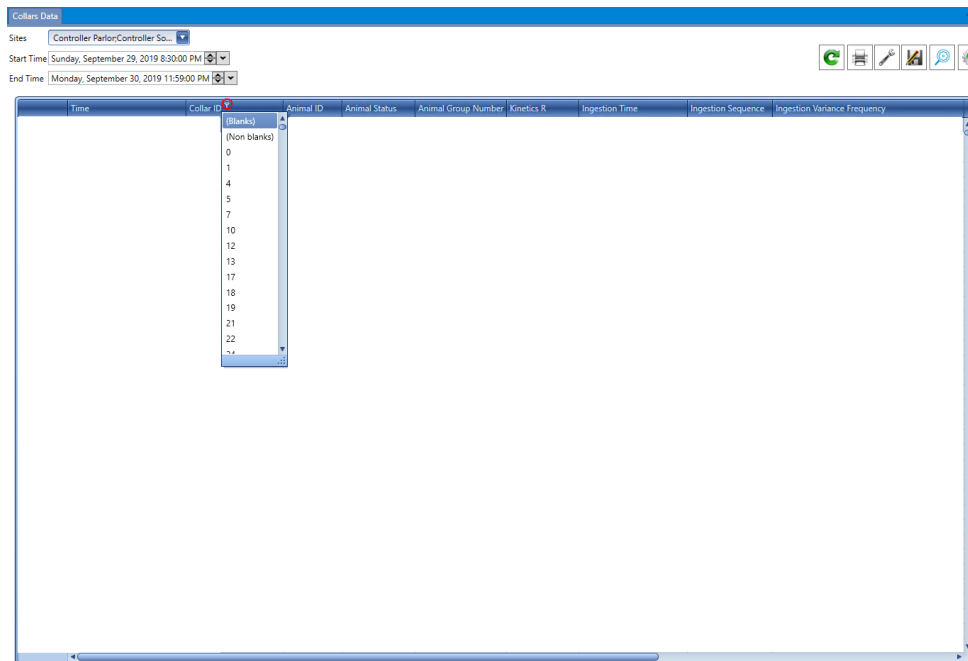 Collars Data
Sites Controller Parlor;Controller So...
Start Time Sunday, September 29, 2019 8:30:00 PM
End Time Monday, September 30, 2019 11:59:00 PM
Time Collar ID Animal ID Animal Status Animal Group Number Kinetics R Ingestion Time Ingestion Sequence Ingestion Variance Frequency
(Blanks)
(Non blanks)
0
1
4
5
7
10
12
13
17
18
19
21
22
24